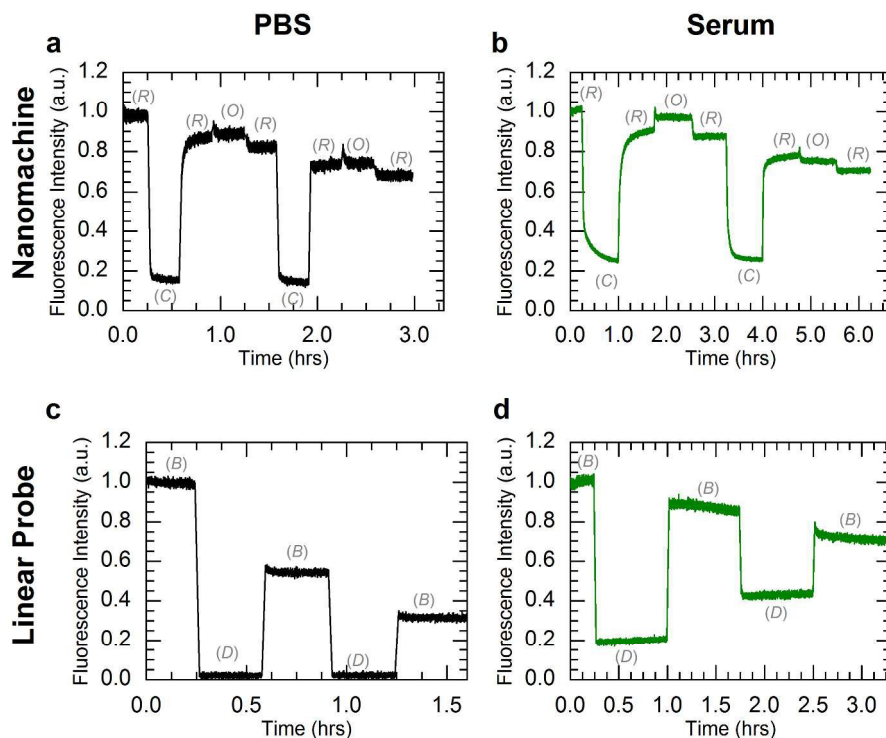 PBS
Serum
Nanomachine
Linear Probe
a
Fluorescence Intensity (a.u.)
1.2
1.0
0.8
0.6
0.4
0.2
0.0
(R)
(C)
(R)
(O)
(R)
(C)
(R)
(O)
(R)
0.0 1.0 2.0 3.0
Time (hrs)
b
Fluorescence Intensity (a.u.)
1.2
1.0
0.8
0.6
0.4
0.2
0.0
(R)
(C)
(R)
(O)
(R)
(C)
(R)
(O)
(R)
0.0 1.0 2.0 3.0 4.0 5.0 6.0
Time (hrs)
c
Fluorescence Intensity (a.u.)
1.2
1.0
0.8
0.6
0.4
0.2
0.0
(B)
(D)
(B)
(D)
(B)
0.0 0.5 1.0 1.5
Time (hrs)
d
Fluorescence Intensity (a.u.)
1.2
1.0
0.8
0.6
0.4
0.2
0.0
(B)
(D)
(B)
(D)
(B)
0.0 0.5 1.0 1.5 2.0 2.5 3.0
Time (hrs)